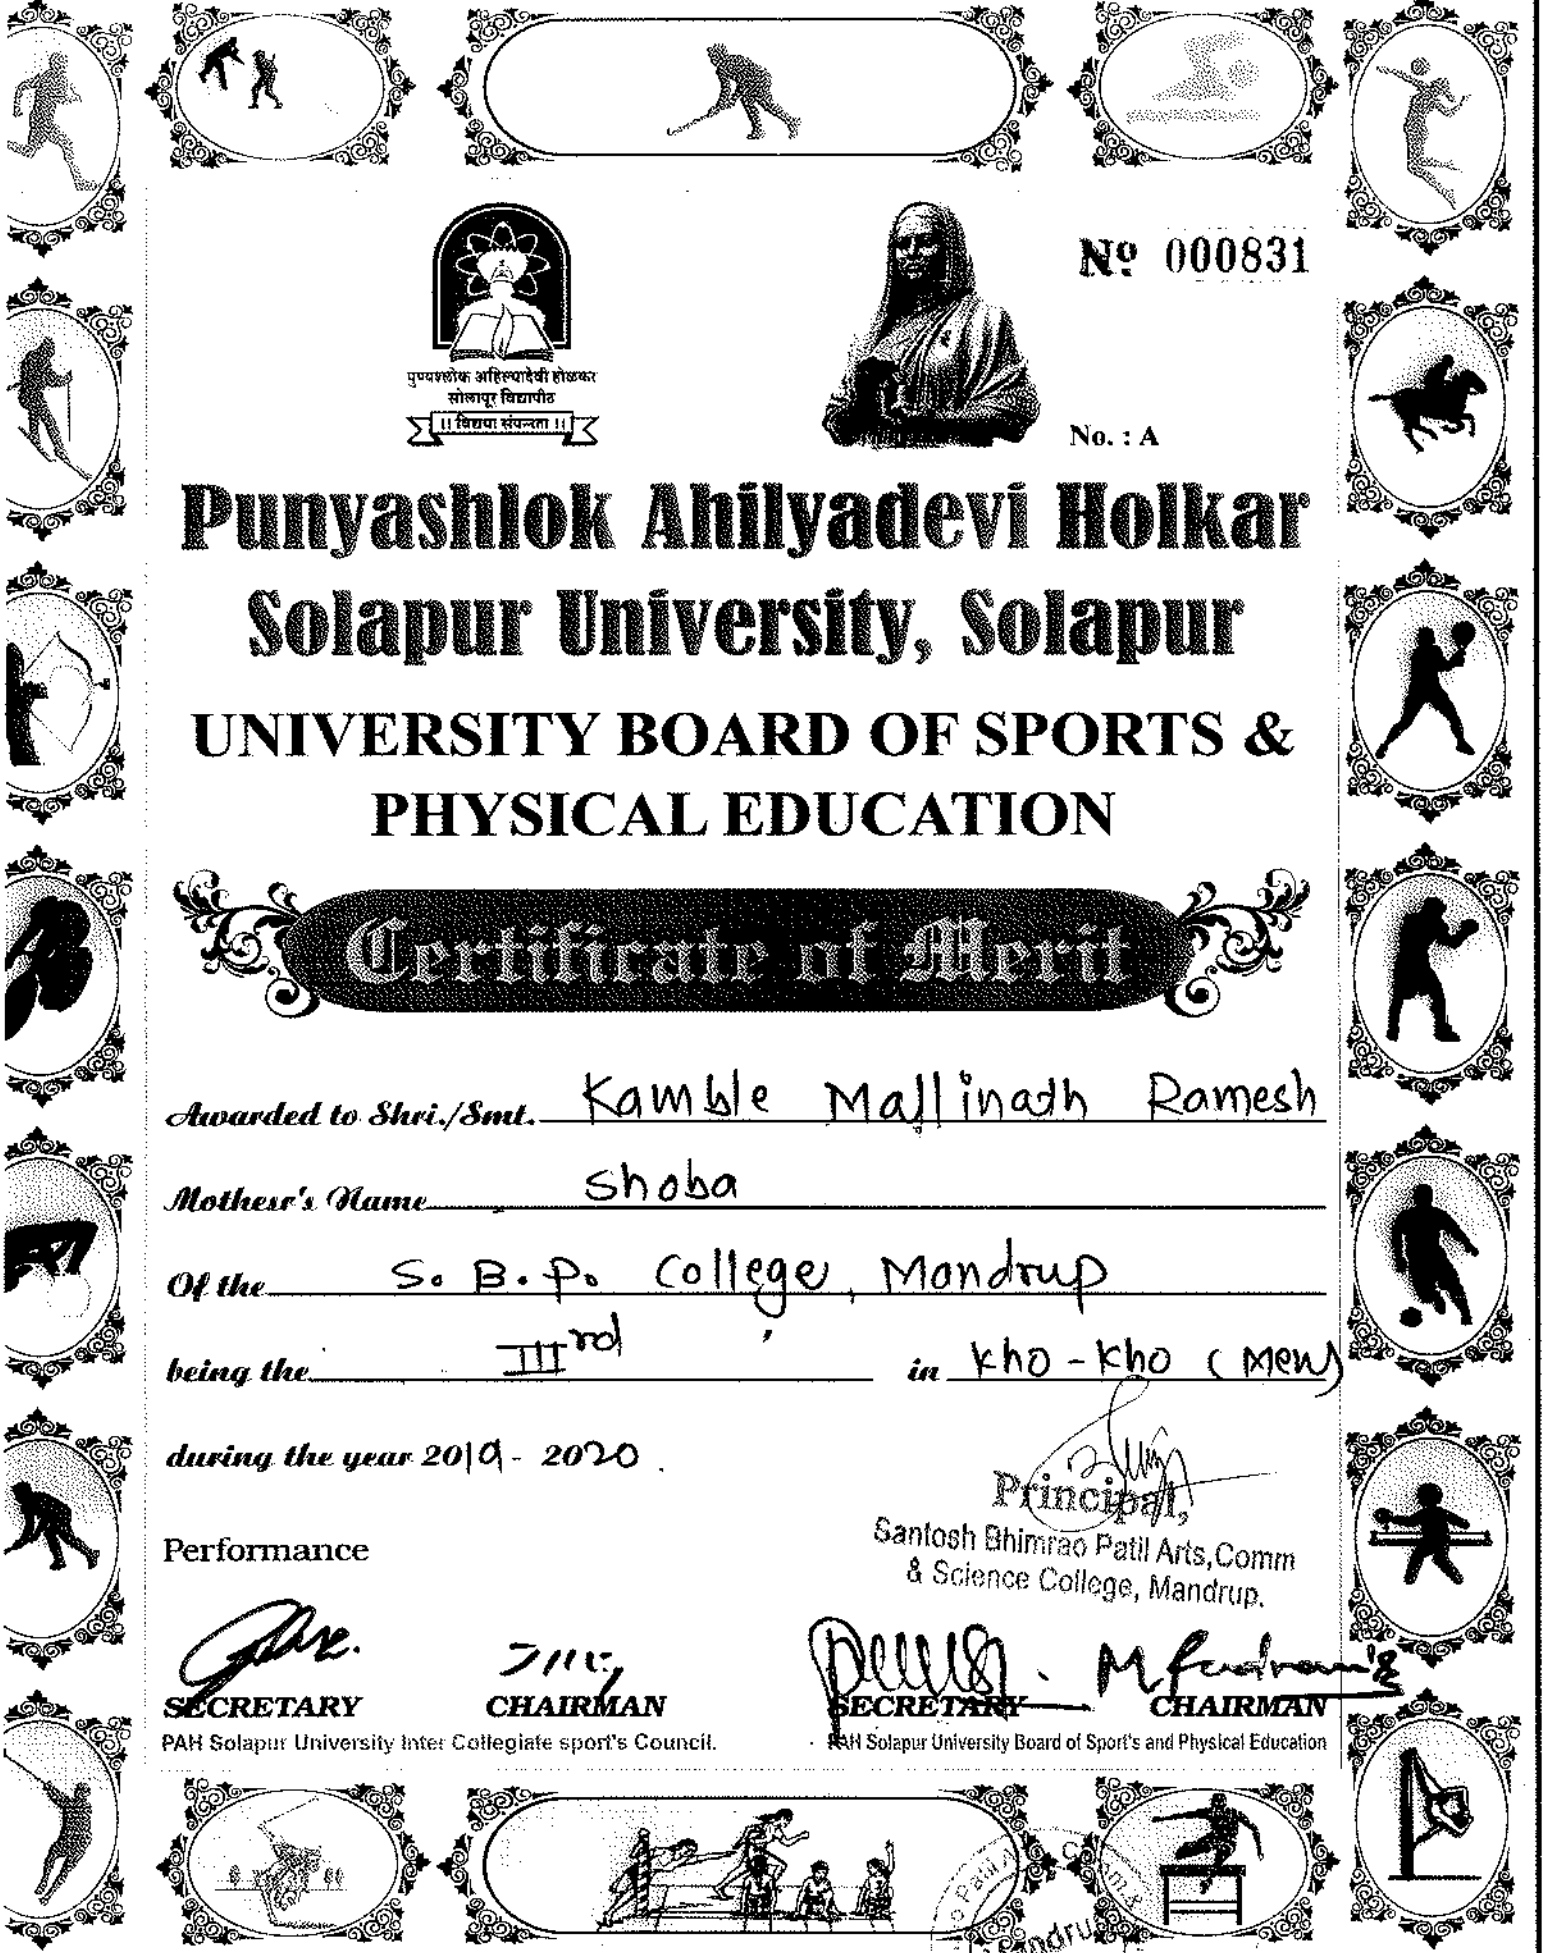 Nº 000831
पुण्यश्लोक अहिल्यादेवी होळकर
सोलापूर विद्यापीठ
।। विद्यया संपन्नता ।।
No. : A
Punyashlok Ahilyadevi Holkar
Solapur University, Solapur
UNIVERSITY BOARD OF SPORTS &
PHYSICAL EDUCATION
Certificate of Merit
Awarded to Shri./Smt. Kamble Mallinath Ramesh
Mothesr's Name Shoba
Of the S. B. P. College, Mandrup
being the IIIrd in Kho-Kho (Men)
during the year 2019 - 2020
Principal,
Santosh Bhimrao Patil Arts,Comm
& Science College, Mandrup.
Performance
SECRETARY CHAIRMAN SECRETARY CHAIRMAN
PAH Solapur University Inter Collegiate sport's Council. PAH Solapur University Board of Sport's and Physical Education